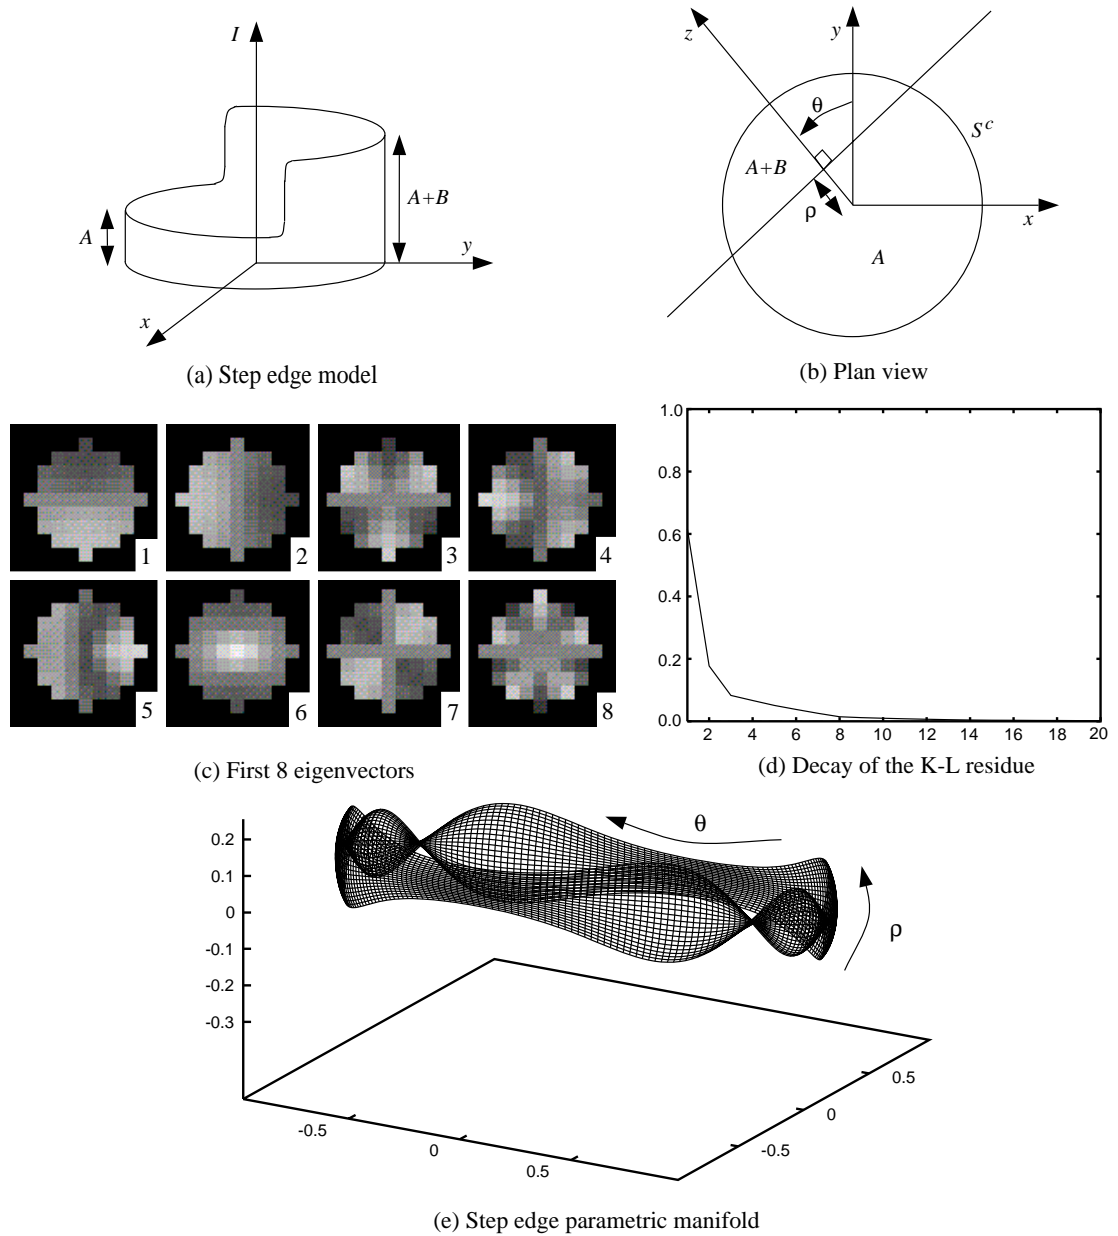 I
A
A+B
y
x
(a) Step edge model
z
y
θ
S^c
A+B
ρ
x
A
(b) Plan view
1
2
3
4
5
6
7
8
(c) First 8 eigenvectors
1.0
0.8
0.6
0.4
0.2
0.0
2 4 6 8 10 12 14 16 18 20
(d) Decay of the K-L residue
0.2
0.1
0
-0.1
-0.2
-0.3
θ
ρ
-0.5
0
0.5
-0.5
0
0.5
(e) Step edge parametric manifold